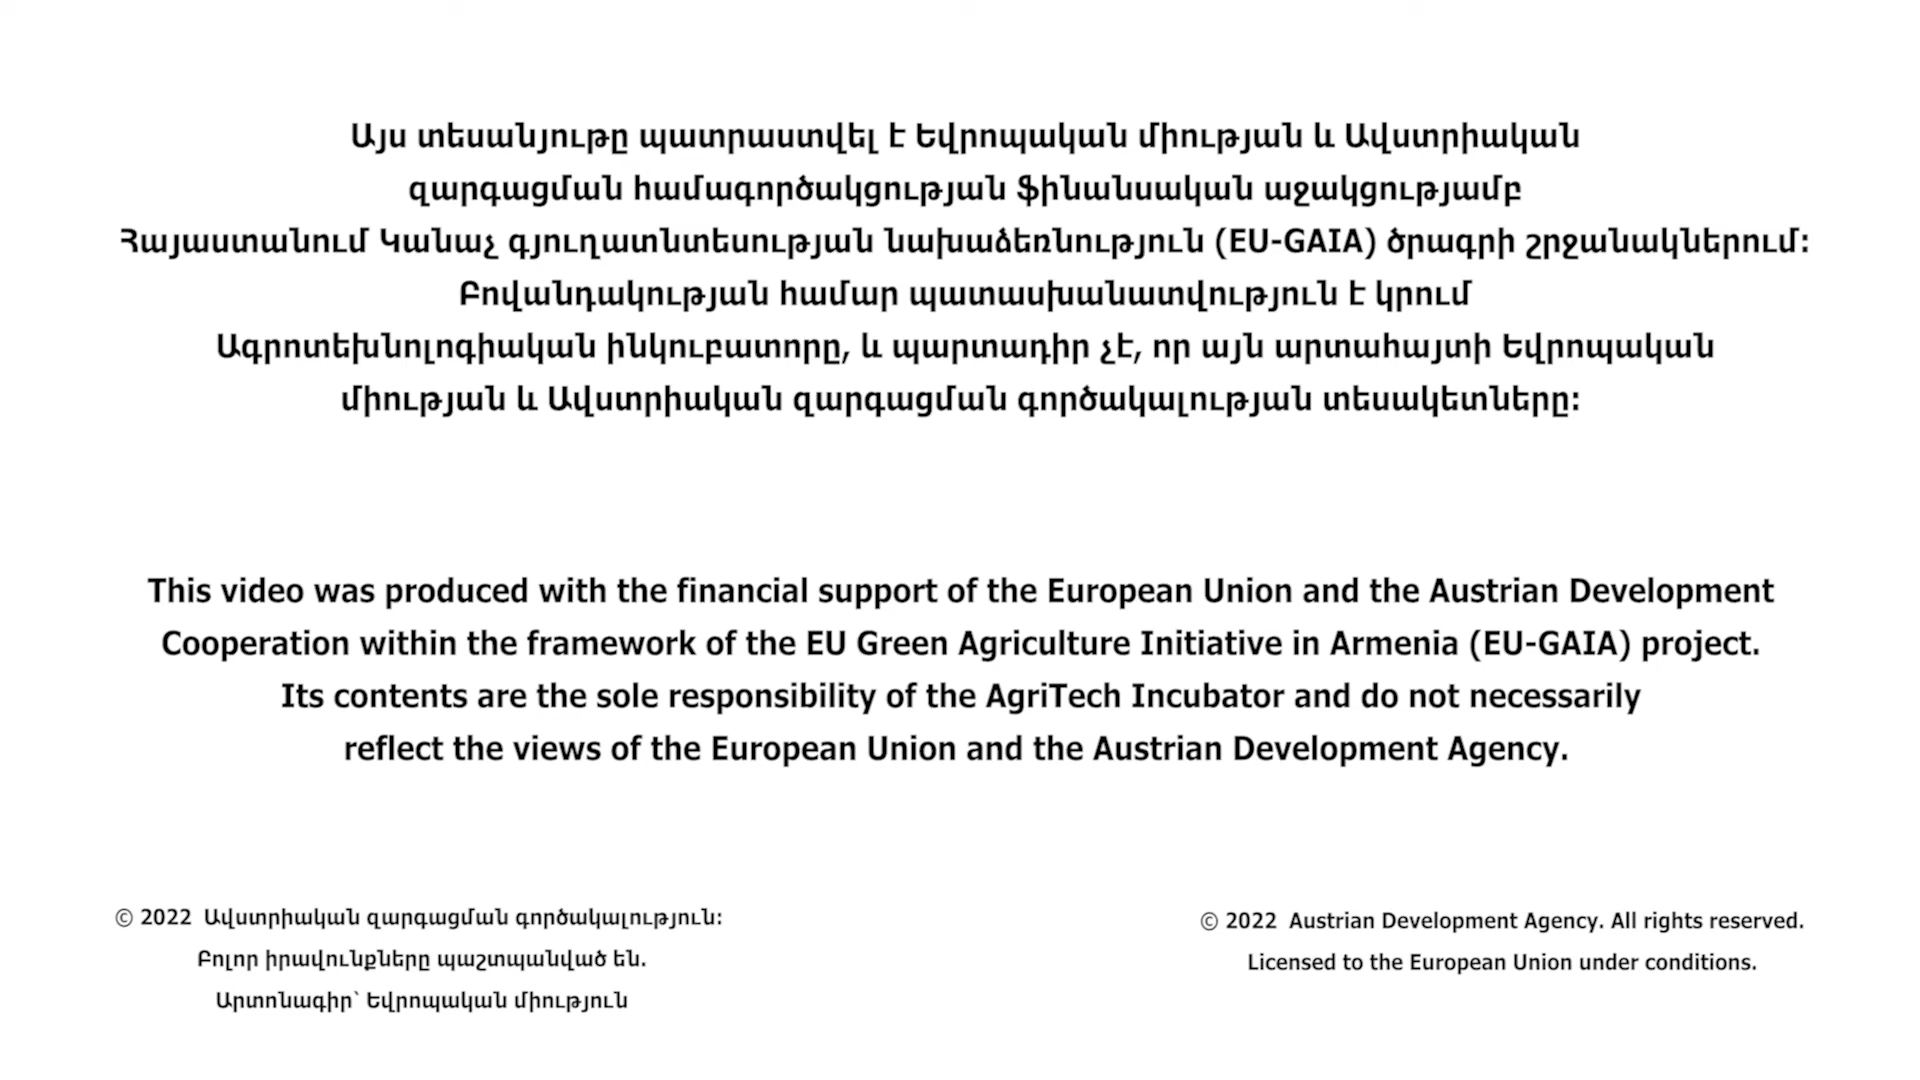 Այս տեսանյութը պատրաստվել է Եվրոպական միության և Ավստրիական
զարգացման համագործակցության ֆինանսական աջակցությամբ
Հայաստանում Կանաչ գյուղատնտեսության նախաձեռնություն (EU-GAIA) ծրագրի շրջանակներում:
Բովանդակության համար պատասխանատվություն է կրում
Ագրոտեխնոլոգիական ինկուբատորը, և պարտադիր չէ, որ այն արտահայտի Եվրոպական
միության և Ավստրիական զարգացման գործակալության տեսակետները:
This video was produced with the financial support of the European Union and the Austrian Development
Cooperation within the framework of the EU Green Agriculture Initiative in Armenia (EU-GAIA) project.
Its contents are the sole responsibility of the AgriTech Incubator and do not necessarily
reflect the views of the European Union and the Austrian Development Agency.
© 2022 Ավստրիական զարգացման գործակալություն:
Բոլոր իրավունքները պաշտպանված են.
Արտոնագիր՝ Եվրոպական միություն
© 2022 Austrian Development Agency. All rights reserved.
Licensed to the European Union under conditions.